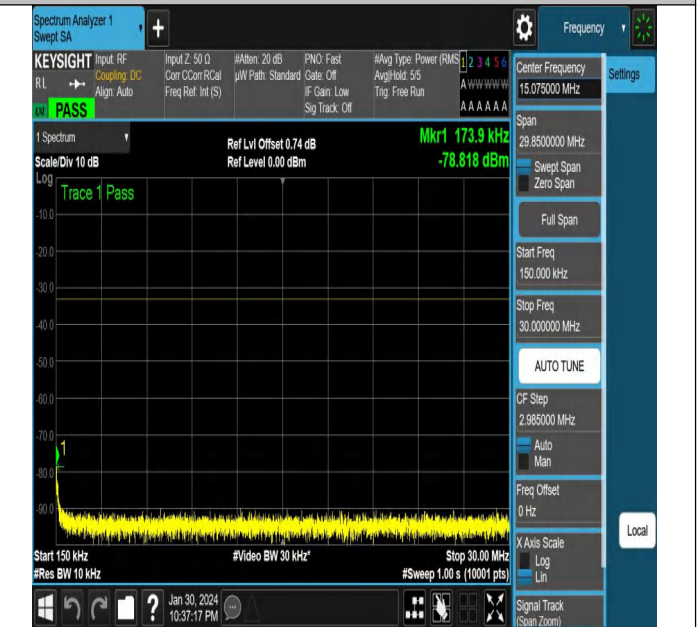 Spectrum Analyzer 1
Swept SA
+
Frequency
KEYSIGHT
RL
PASS
Input: RF
Coupling: DC
Align: Auto
Input Z: 50 Ω
Corr CCorr RCal
Freq Ref: Int (S)
#Atten: 20 dB
µW Path: Standard
PNO: Fast
Gate: Off
IF Gain: Low
Sig Track: Off
#Avg Type: Power (RMS
Avg|Hold: 5/5
Trig: Free Run
1 2 3 4 5 6
A W W W W W
A A A A A A
1 Spectrum
Scale/Div 10 dB
Log
Ref Lvl Offset 0.74 dB
Ref Level 0.00 dBm
Mkr1 173.9 kHz
-78.818 dBm
Trace 1 Pass
-10.0
-20.0
-30.0
-40.0
-50.0
-60.0
-70.0
-80.0
-90.0
1
Start 150 kHz
#Res BW 10 kHz
#Video BW 30 kHz*
Stop 30.00 MHz
#Sweep 1.00 s (10001 pts)
Center Frequency
15.075000 MHz
Settings
Span
29.8500000 MHz
Swept Span
Zero Span
Full Span
Start Freq
150.000 kHz
Stop Freq
30.000000 MHz
AUTO TUNE
CF Step
2.985000 MHz
Auto
Man
Freq Offset
0 Hz
X Axis Scale
Log
Lin
Local
Signal Track
(Span Zoom)
?
Jan 30, 2024
10:37:17 PM